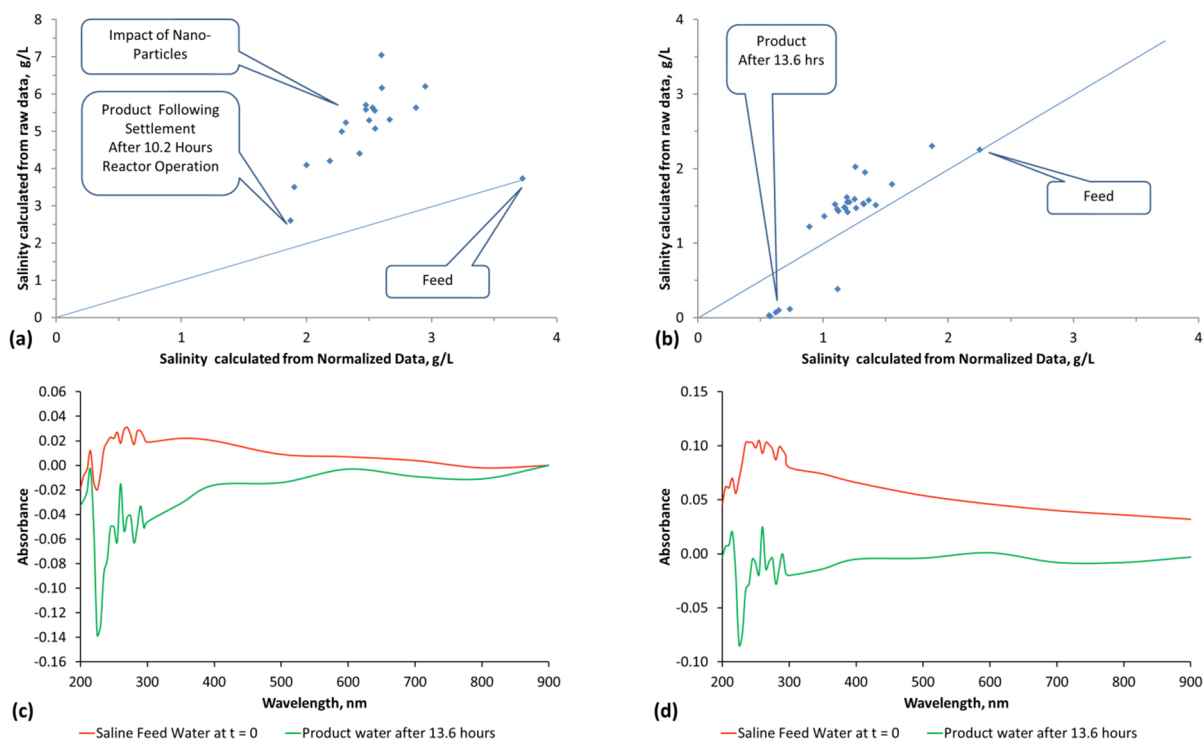 Salinity calculated from raw data, g/L
8
7
6
5
4
3
2
1
0
Impact of Nano-
Particles
Product Following
Settlement
After 10.2 Hours
Reactor Operation
Feed
0 1 2 3 4
(a)
Salinity calculated from Normalized Data, g/L
Salinity calculated from raw data, g/L
4
3
2
1
0
Product
After 13.6 hrs
Feed
0 1 2 3 4
(b)
Salinity calculated from Normalized Data, g/L
Absorbance
0.06
0.04
0.02
0.00
-0.02
-0.04
-0.06
-0.08
-0.10
-0.12
-0.14
-0.16
200 300 400 500 600 700 800 900
Wavelength, nm
(c)
Saline Feed Water at t = 0 Product water after 13.6 hours
Absorbance
0.15
0.10
0.05
0.00
-0.05
-0.10
200 300 400 500 600 700 800 900
Wavelength, nm
(d)
Saline Feed Water at t = 0 Product water after 13.6 hours